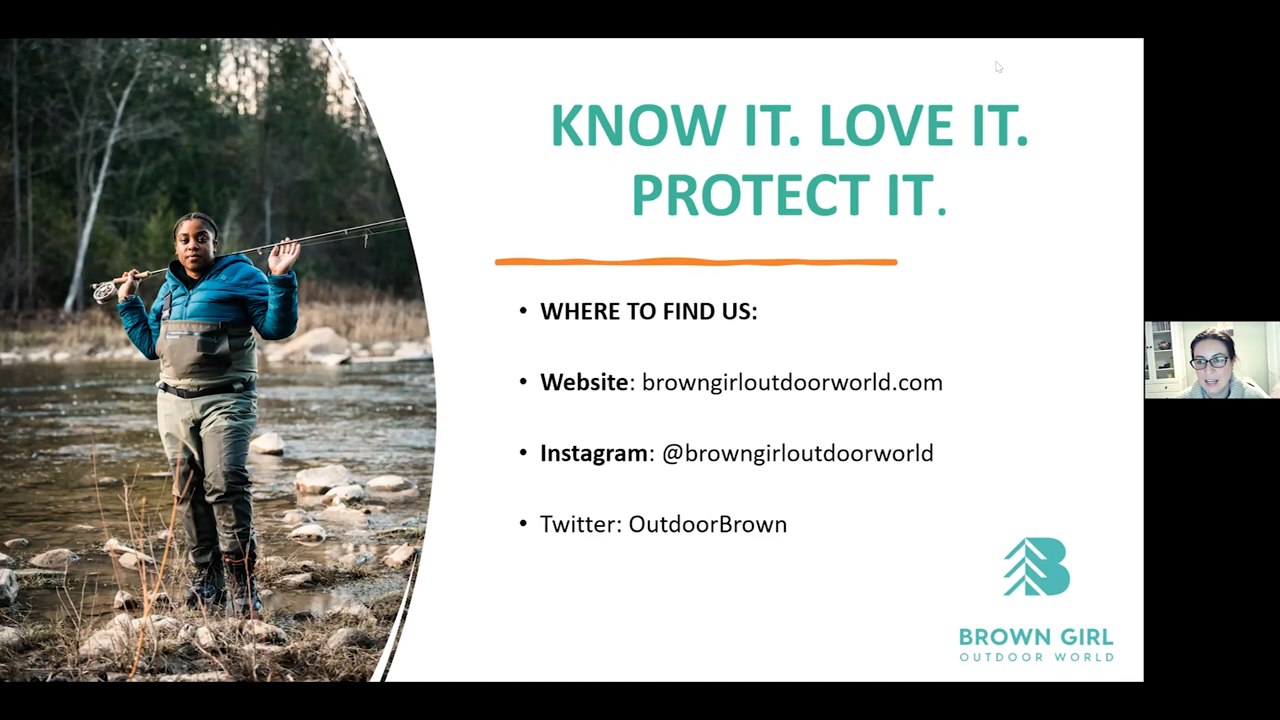 KNOW IT. LOVE IT.
PROTECT IT.
• WHERE TO FIND US:
• Website: browngirloutdoorworld.com
• Instagram: @browngirloutdoorworld
• Twitter: OutdoorBrown
BROWN GIRL
OUTDOOR WORLD